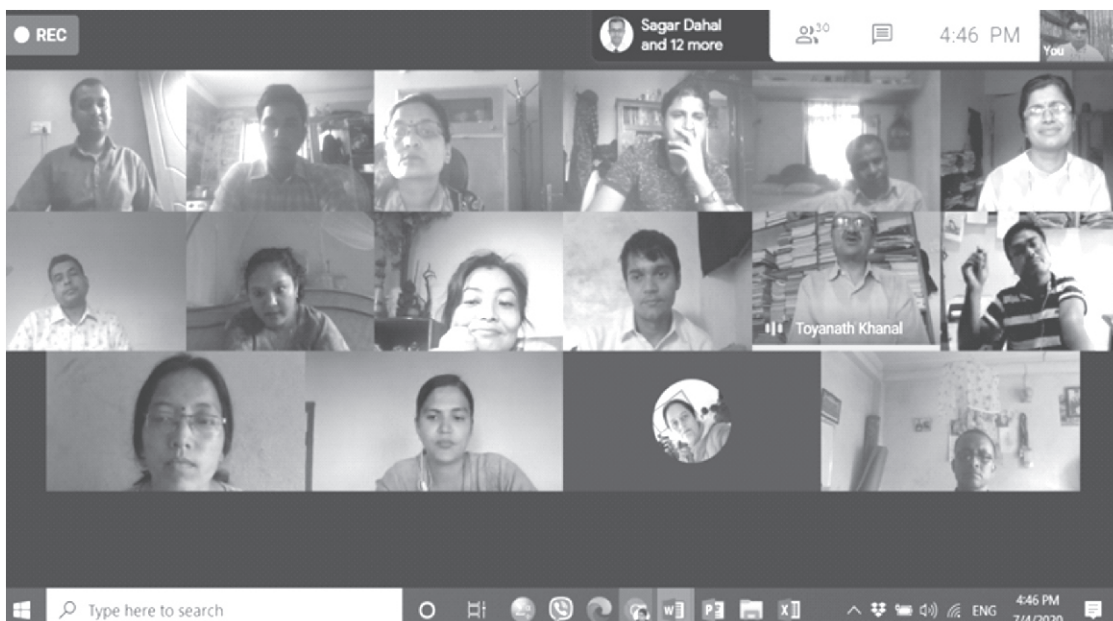 REC
Sagar Dahal
and 12 more
30
4:46 PM
You
Toyanath Khanal
Type here to search
ENG
4:46 PM
7/4/2020